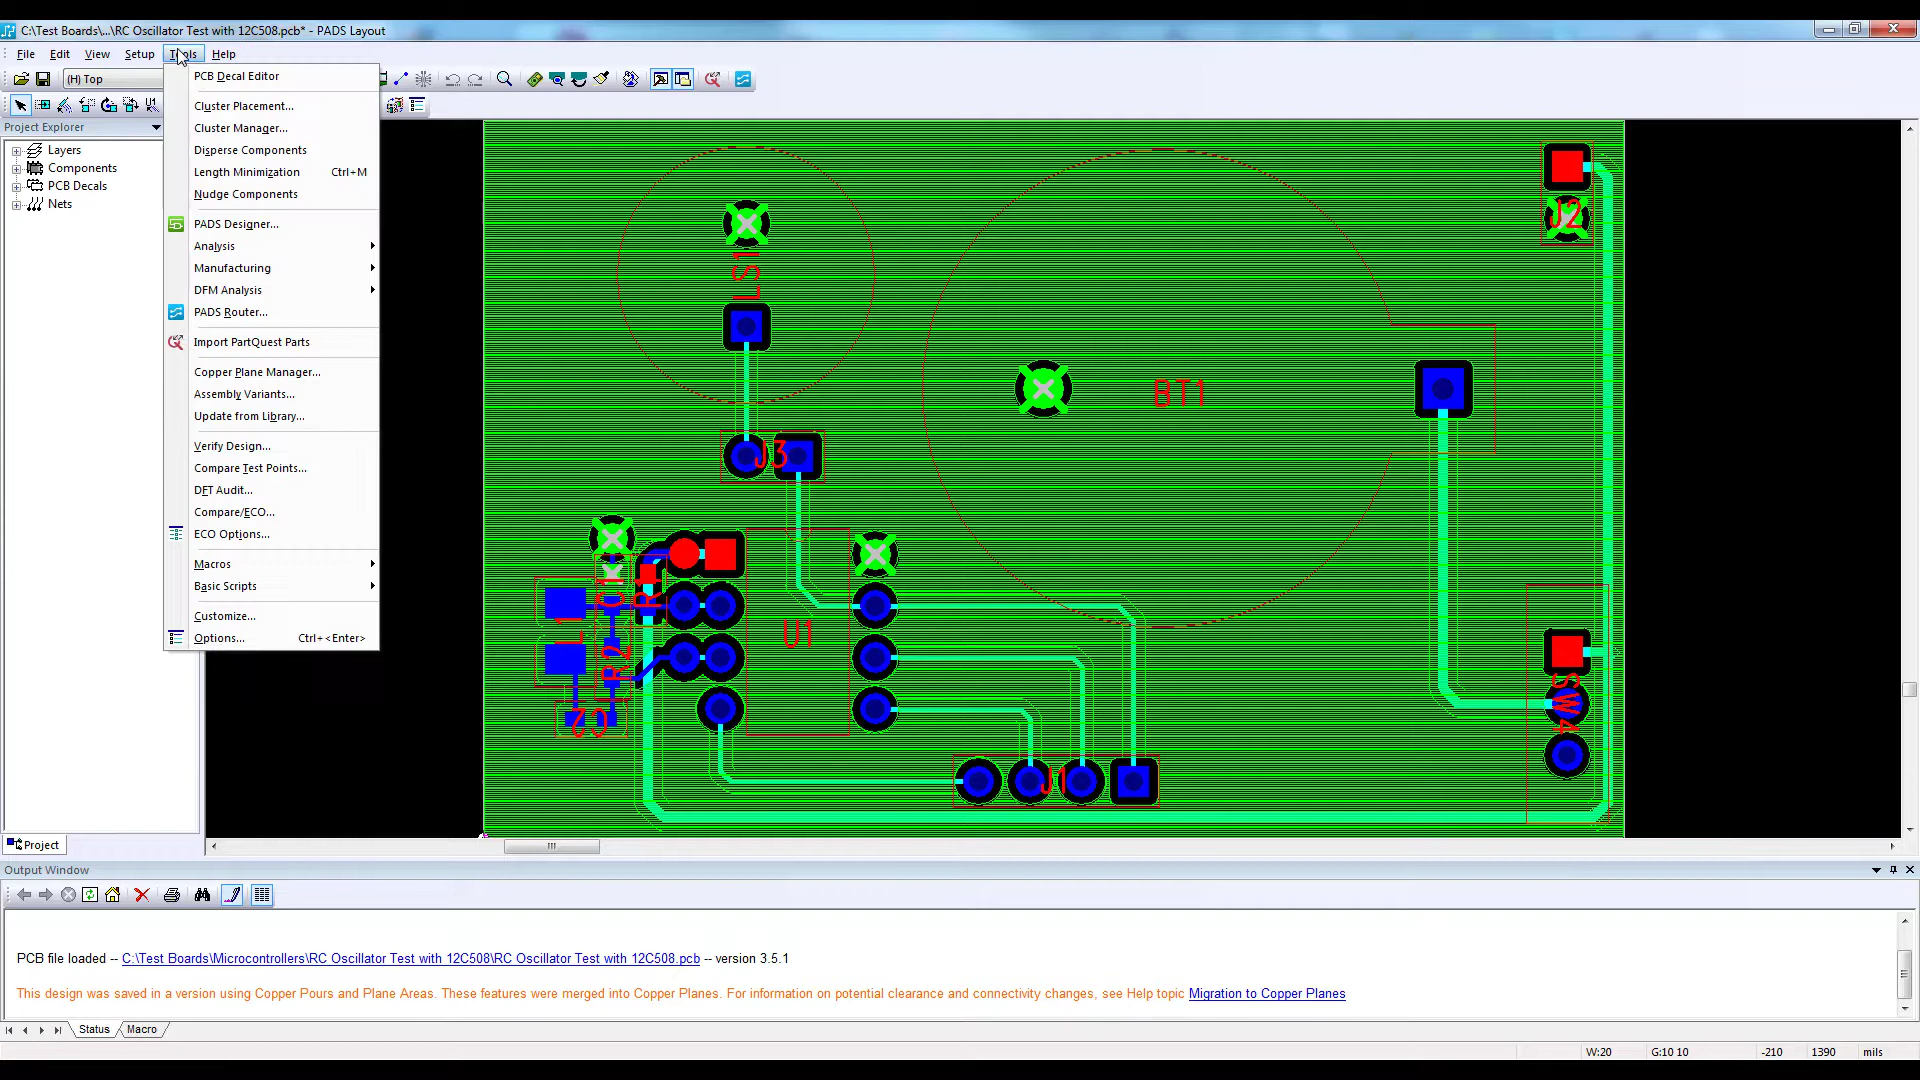 C:\Test Boards\...\RC Oscillator Test with 12C508.pcb* - PADS Layout
File Edit View Setup Tools Help
(H) Top
U1
Project Explorer
Layers
Components
PCB Decals
Nets
PCB Decal Editor
Cluster Placement...
Cluster Manager...
Disperse Components
Length Minimization Ctrl+M
Nudge Components
PADS Designer...
Analysis
Manufacturing
DFM Analysis
PADS Router...
Import PartQuest Parts
Copper Plane Manager...
Assembly Variants...
Update from Library...
Verify Design...
Compare Test Points...
DFT Audit...
Compare/ECO...
ECO Options...
Macros
Basic Scripts
Customize...
Options... Ctrl+<Enter>
J2
LS1
BT1
J3
R1
U1
R2
C2
SW4
J1
Project
Output Window
PCB file loaded -- C:\Test Boards\Microcontrollers\RC Oscillator Test with 12C508\RC Oscillator Test with 12C508.pcb -- version 3.5.1
This design was saved in a version using Copper Pours and Plane Areas. These features were merged into Copper Planes. For information on potential clearance and connectivity changes, see Help topic Migration to Copper Planes
Status Macro
W:20 G:10 10 -210 1390 mils